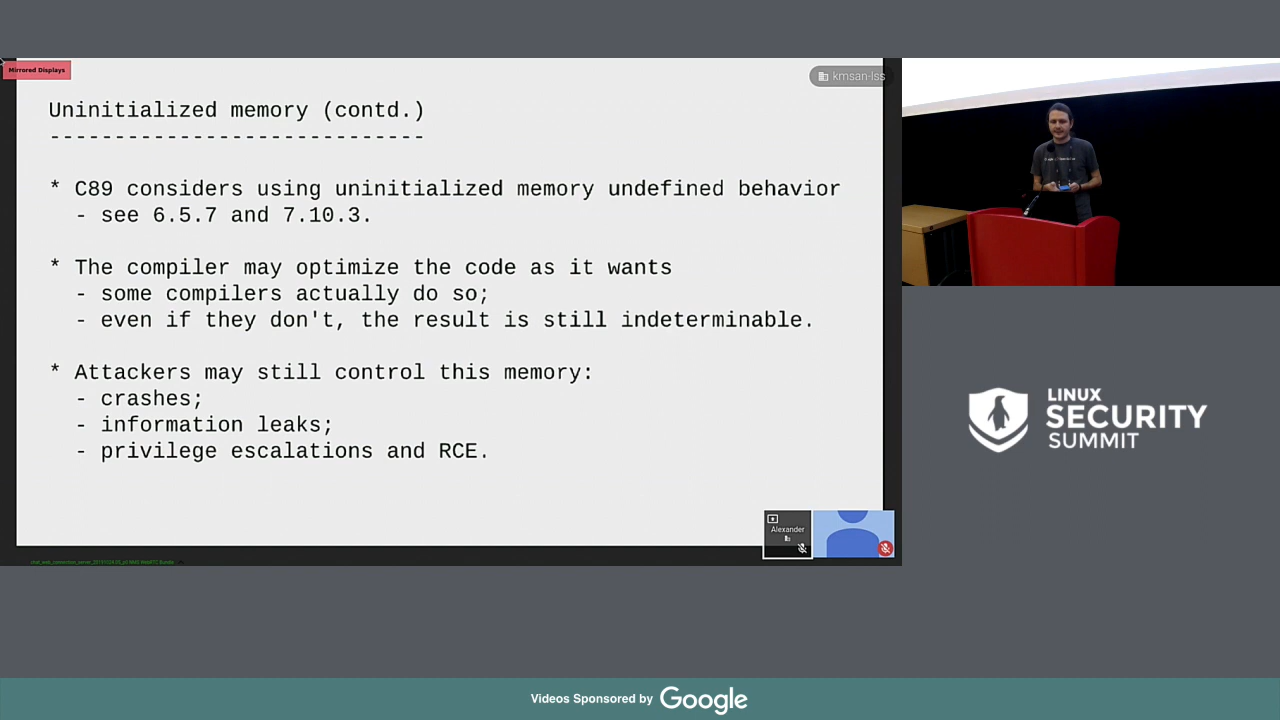 Mirrored Displays
kmsan-lss
Uninitialized memory (contd.)
-----------------------------
* C89 considers using uninitialized memory undefined behavior
- see 6.5.7 and 7.10.3.
* The compiler may optimize the code as it wants
- some compilers actually do so;
- even if they don't, the result is still indeterminable.
* Attackers may still control this memory:
- crashes;
- information leaks;
- privilege escalations and RCE.
Alexander
LINUX
SECURITY
SUMMIT
Videos Sponsored by Google